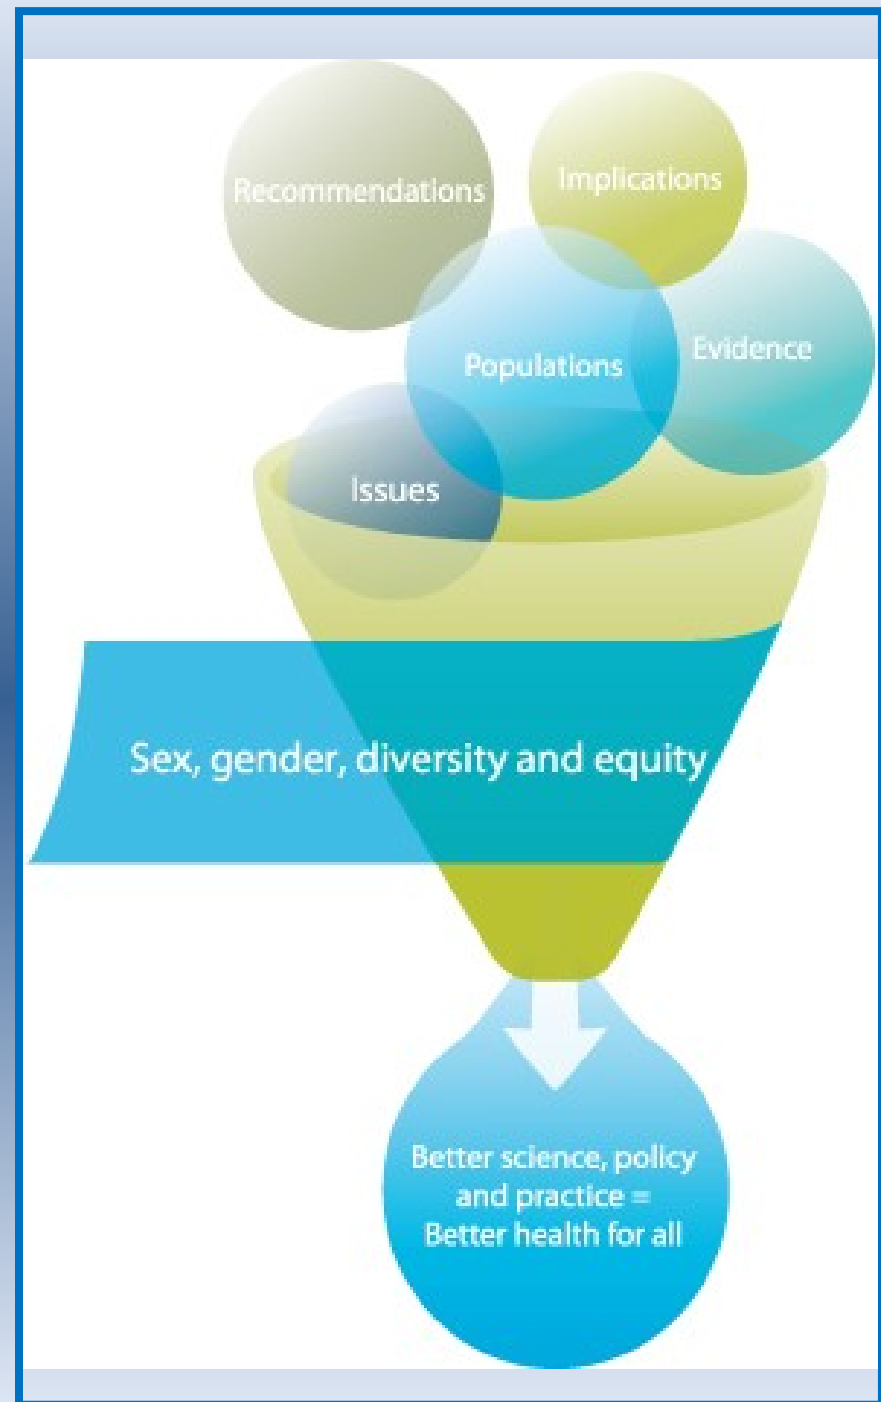 Recommendations
Implications
Populations
Evidence
Issues
Sex, gender, diversity and equity
Better science, policy
and practice =
Better health for all